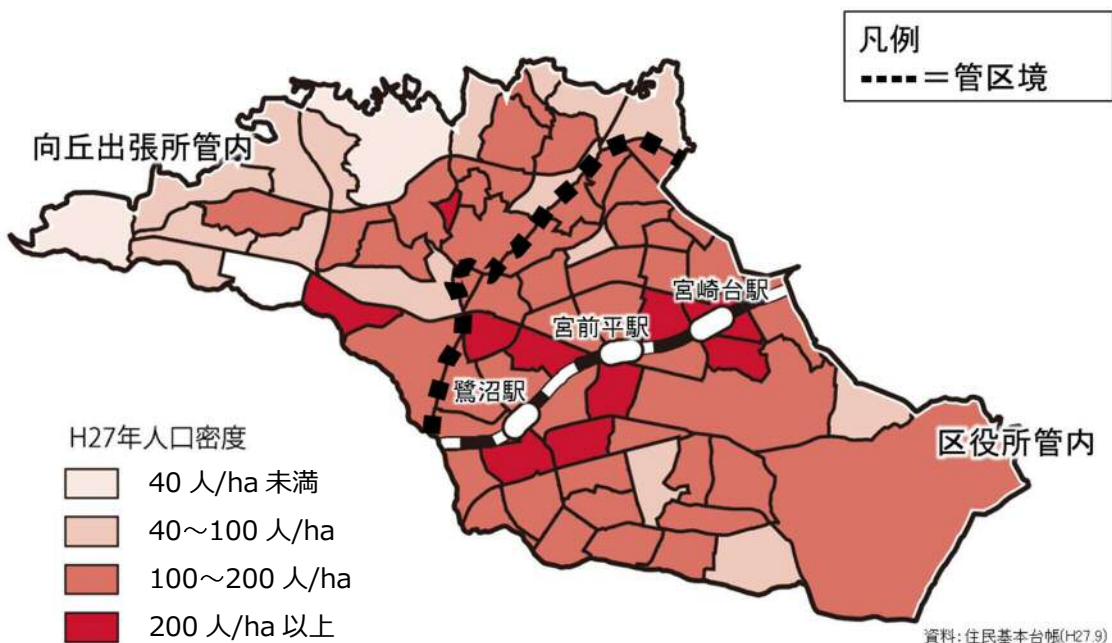 凡例
=管区境
向丘出張所管内
宮崎台駅
宮前平駅
鷺沼駅
区役所管内
H27年人口密度
40 人/ha 未満
40～100 人/ha
100～200 人/ha
200 人/ha 以上
資料:住民基本台帳(H27.9)